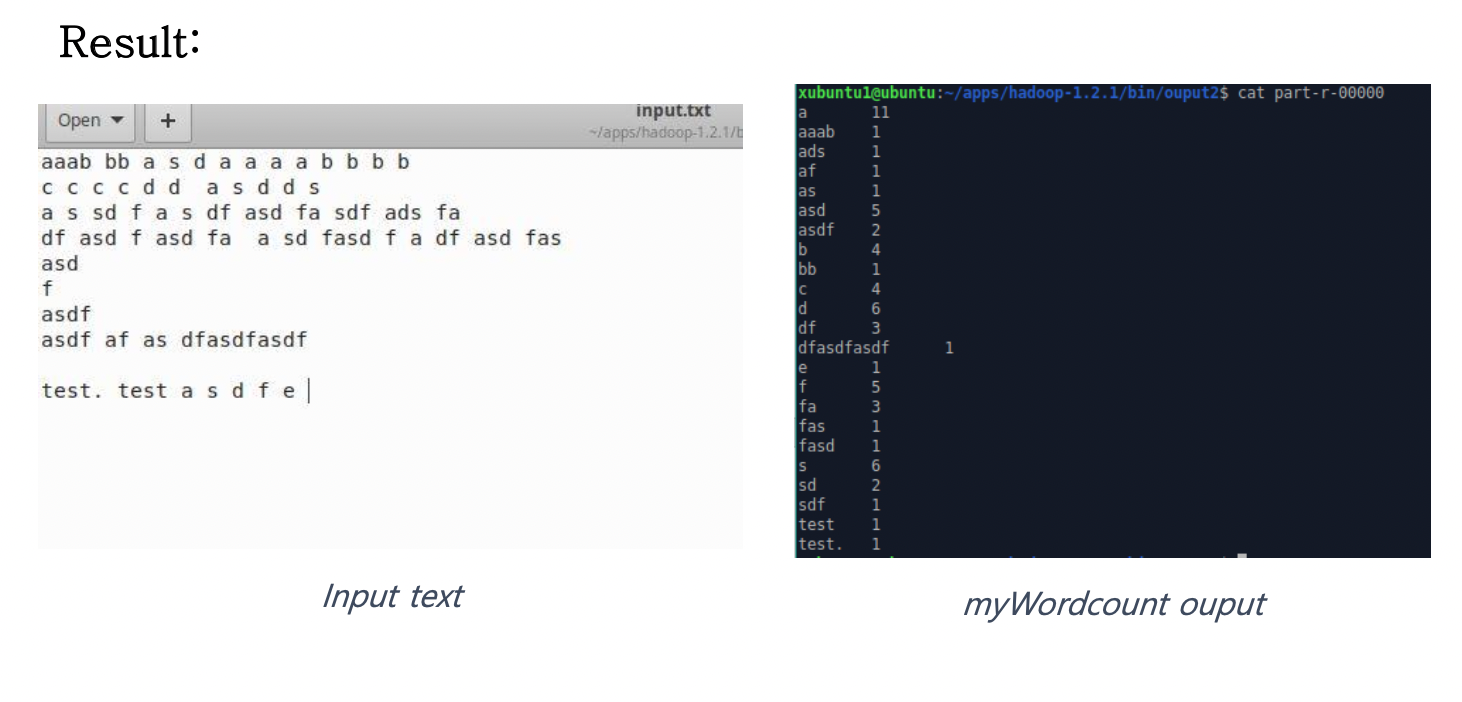 Result:
Open
+
input.txt
~/apps/hadoop-1.2.1/b
aaab bb a s d a a a a b b b b
c c c c d d  a s d d s
a s sd f a s df asd fa sdf ads fa
df asd f asd fa  a sd fasd f a df asd fas
asd
f
asdf
asdf af as dfasdfasdf
test. test a s d f e
Input text
xubuntu1@ubuntu:~/apps/hadoop-1.2.1/bin/ouput2$ cat part-r-00000
a 11
aaab 1
ads 1
af 1
as 1
asd 5
asdf 2
b 4
bb 1
c 4
d 6
df 3
dfasdfasdf 1
e 1
f 5
fa 3
fas 1
fasd 1
s 6
sd 2
sdf 1
test 1
test. 1
myWordcount ouput